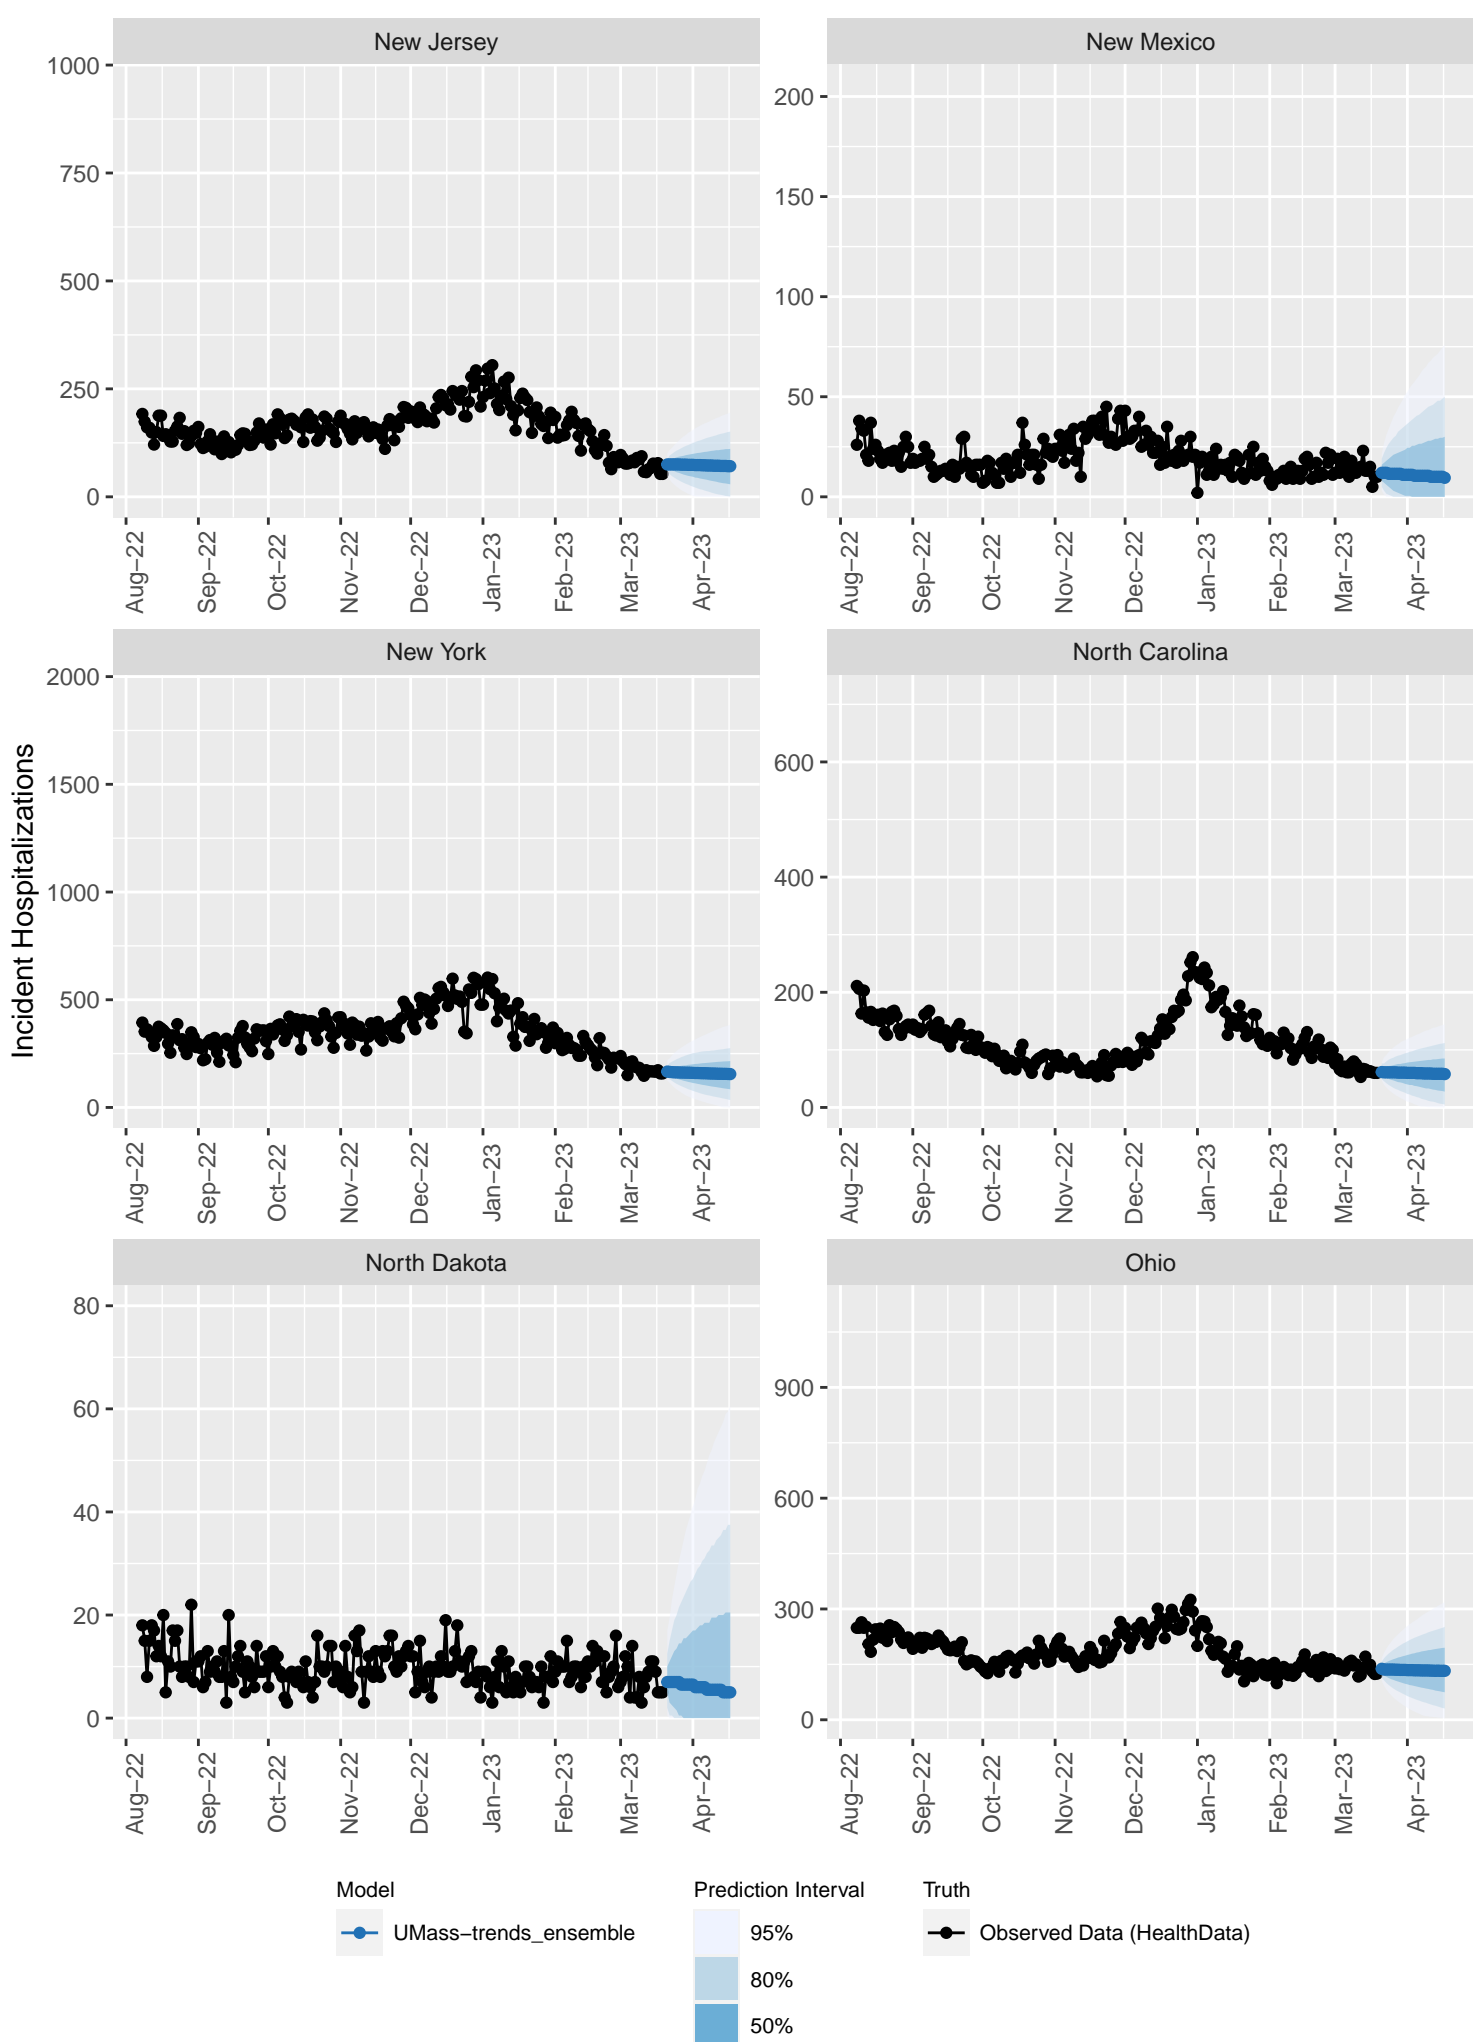 New Jersey
New Mexico
1000
750
500
250
0
200
150
100
50
0
Aug−22
Sep−22
Oct−22
Nov−22
Dec−22
Jan−23
Feb−23
Mar−23
Apr−23
Aug−22
Sep−22
Oct−22
Nov−22
Dec−22
Jan−23
Feb−23
Mar−23
Apr−23
Incident Hospitalizations
New York
North Carolina
2000
1500
1000
500
0
600
400
200
0
Aug−22
Sep−22
Oct−22
Nov−22
Dec−22
Jan−23
Feb−23
Mar−23
Apr−23
Aug−22
Sep−22
Oct−22
Nov−22
Dec−22
Jan−23
Feb−23
Mar−23
Apr−23
North Dakota
Ohio
80
60
40
20
0
900
600
300
0
Aug−22
Sep−22
Oct−22
Nov−22
Dec−22
Jan−23
Feb−23
Mar−23
Apr−23
Aug−22
Sep−22
Oct−22
Nov−22
Dec−22
Jan−23
Feb−23
Mar−23
Apr−23
Model
UMass−trends_ensemble
Prediction Interval
95%
80%
50%
Truth
Observed Data (HealthData)